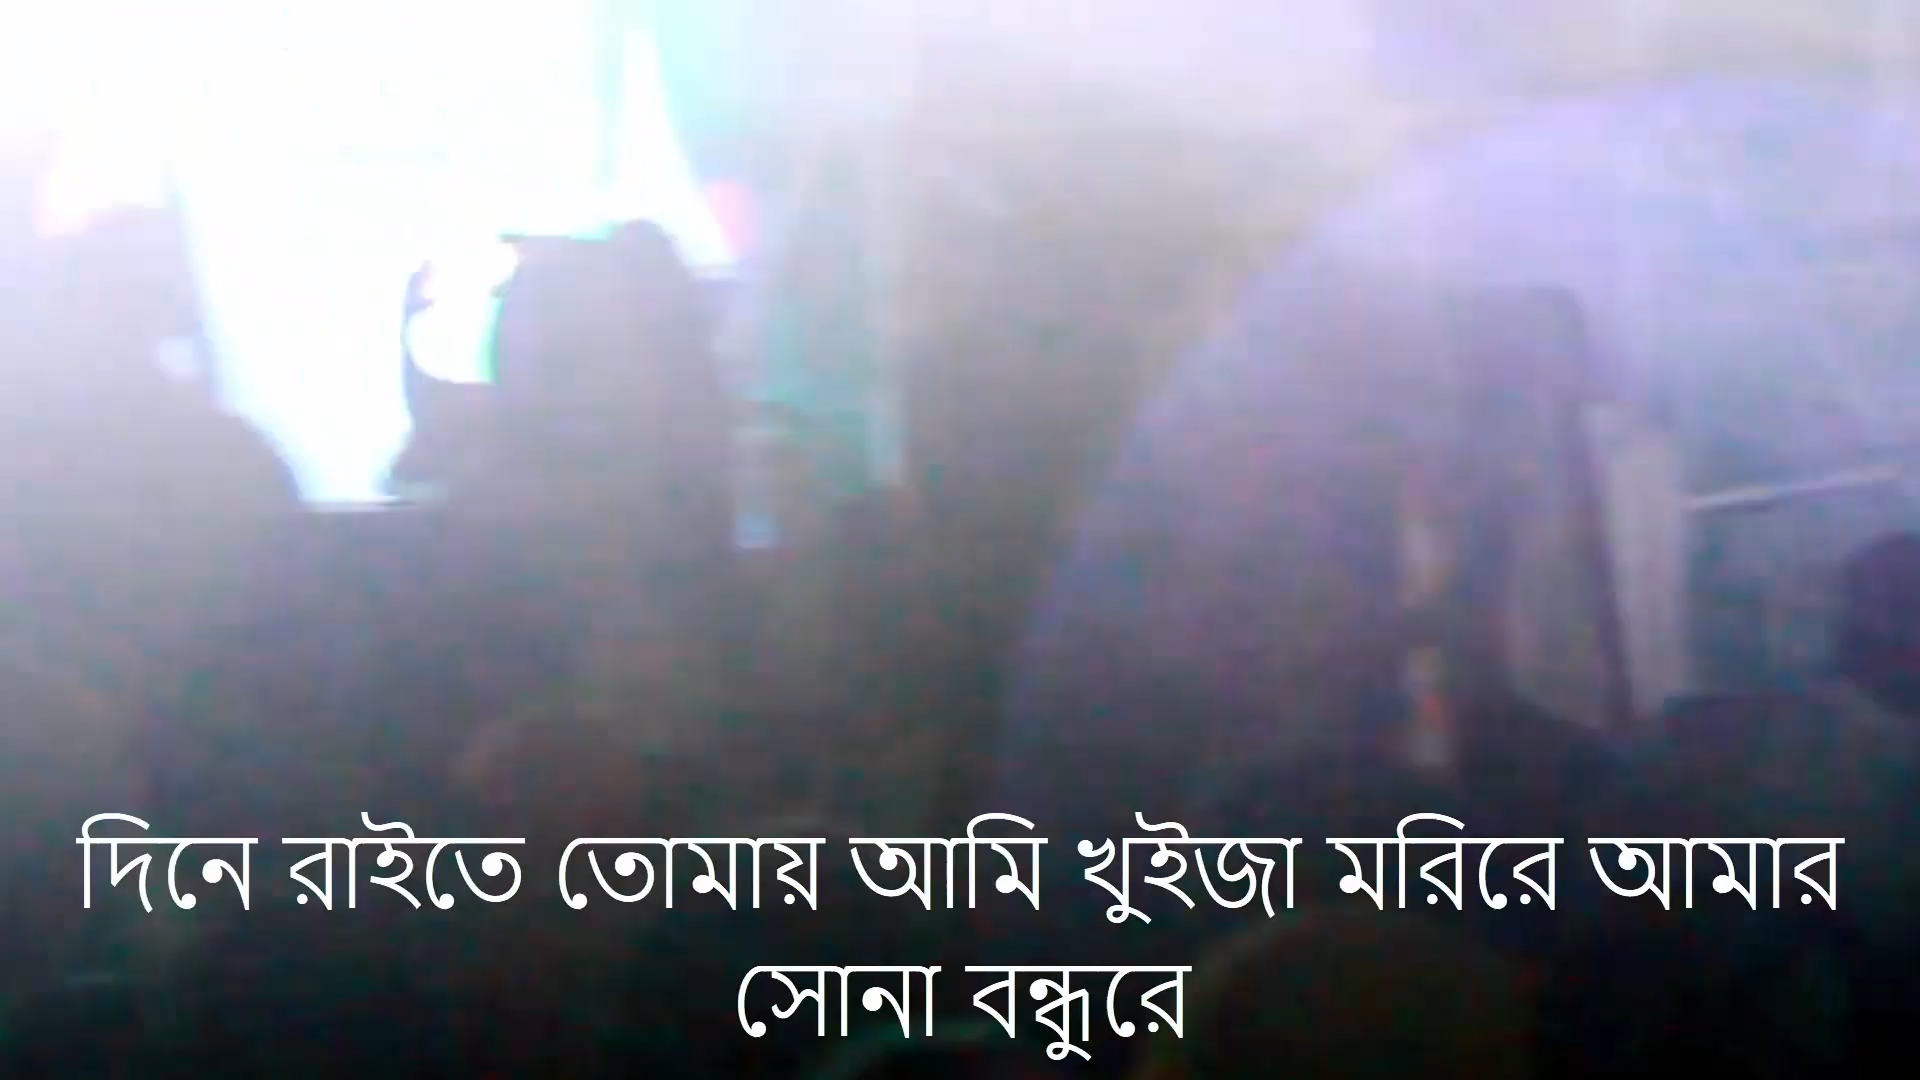 দিনে রাইতে তোমায় আমি খুইজা মরিরে আমার
সোনা বন্ধুরে